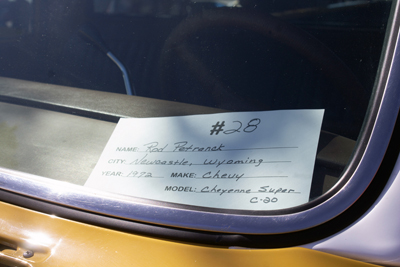 #28
NAME: Rod Petranek
CITY: Newcastle, Wyoming
YEAR: 1972 MAKE: Chevy
MODEL: Cheyenne Super
C-20